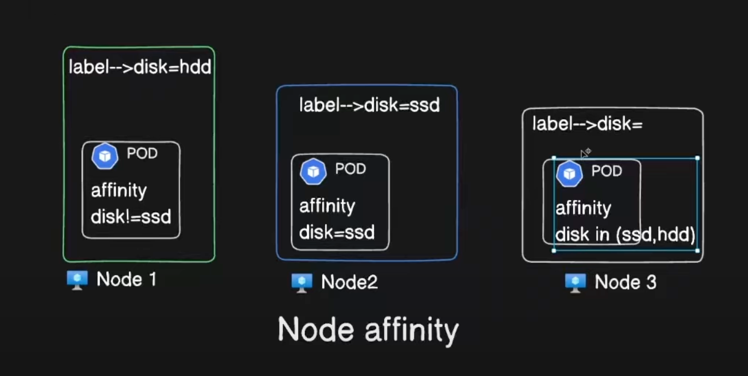 label-->disk=hdd
POD
affinity
disk!=ssd
Node 1
label-->disk=ssd
POD
affinity
disk=ssd
Node2
label-->disk=
POD
affinity
disk in (ssd,hdd)
Node 3
Node affinity